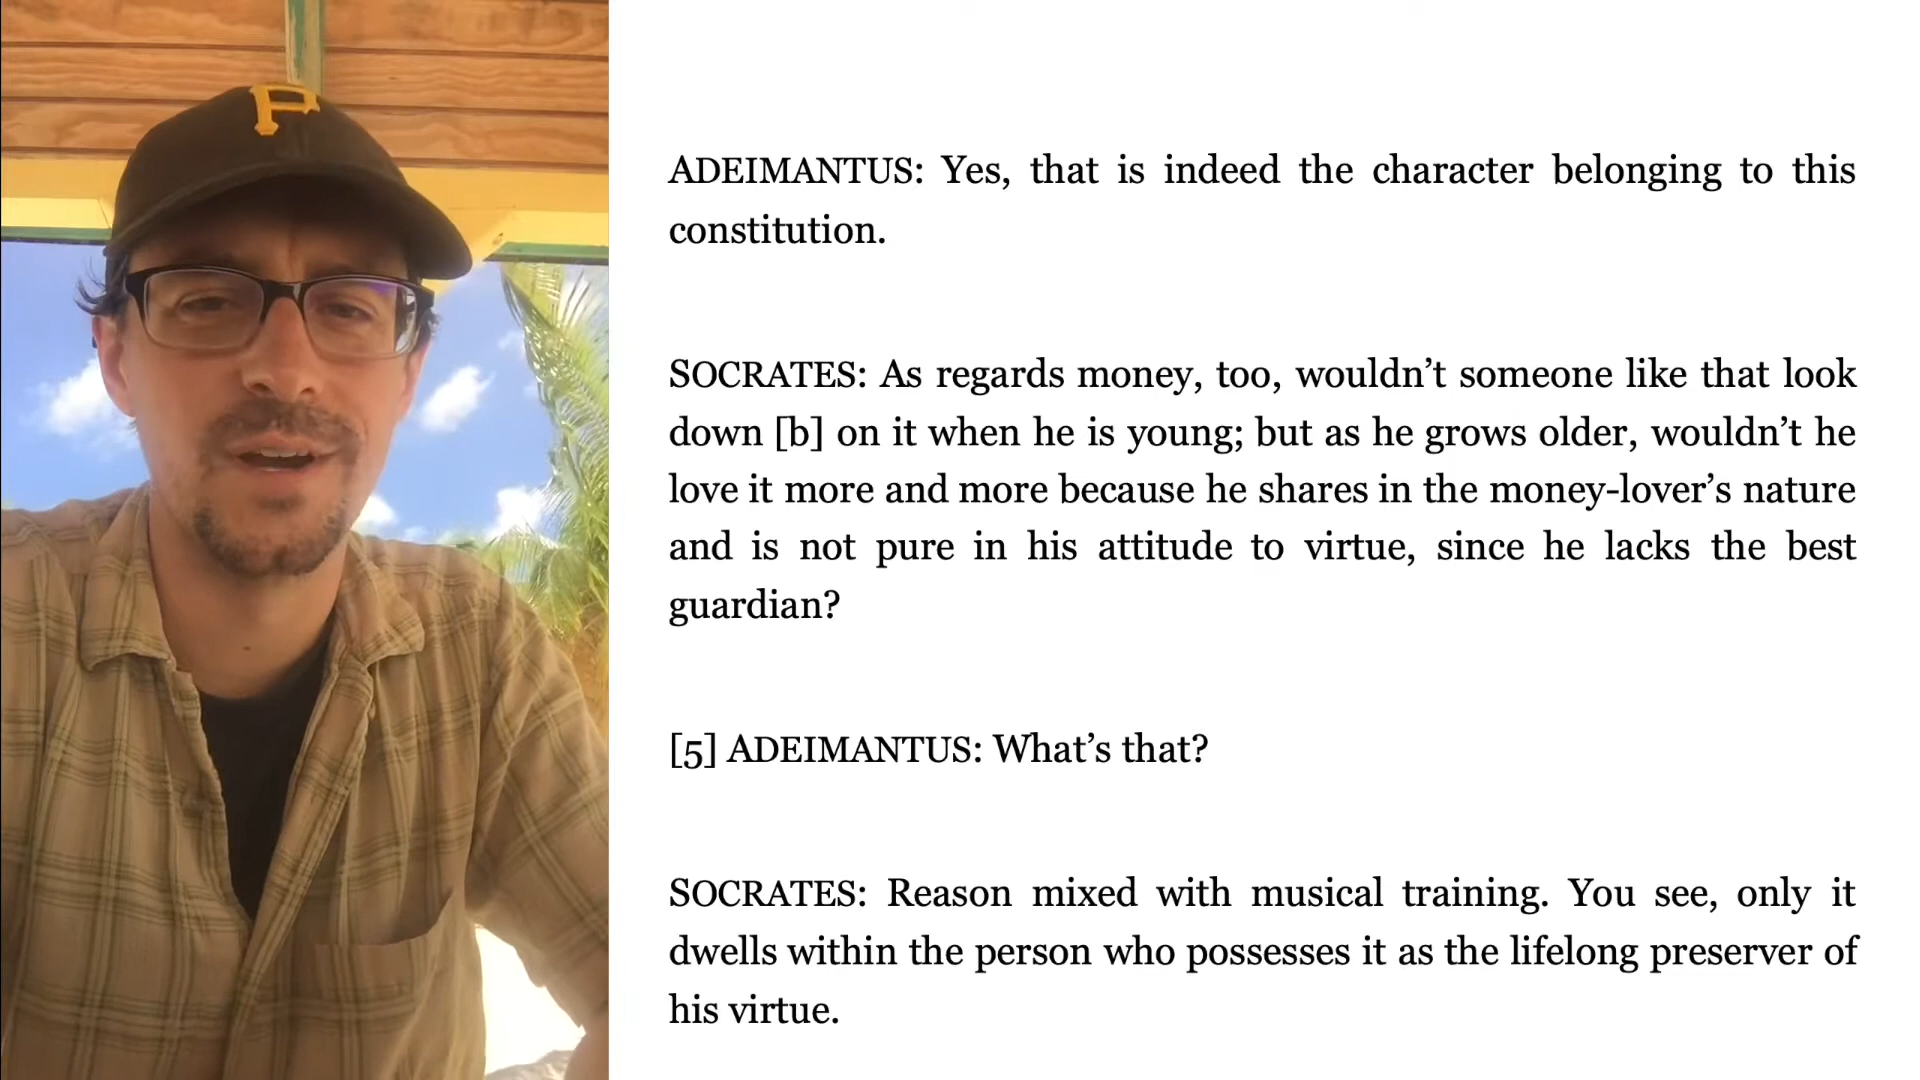 P
ADEIMANTUS: Yes, that is indeed the character belonging to this
constitution.
SOCRATES: As regards money, too, wouldn’t someone like that look
down [b] on it when he is young; but as he grows older, wouldn’t he
love it more and more because he shares in the money-lover’s nature
and is not pure in his attitude to virtue, since he lacks the best
guardian?
[5] ADEIMANTUS: What’s that?
SOCRATES: Reason mixed with musical training. You see, only it
dwells within the person who possesses it as the lifelong preserver of
his virtue.